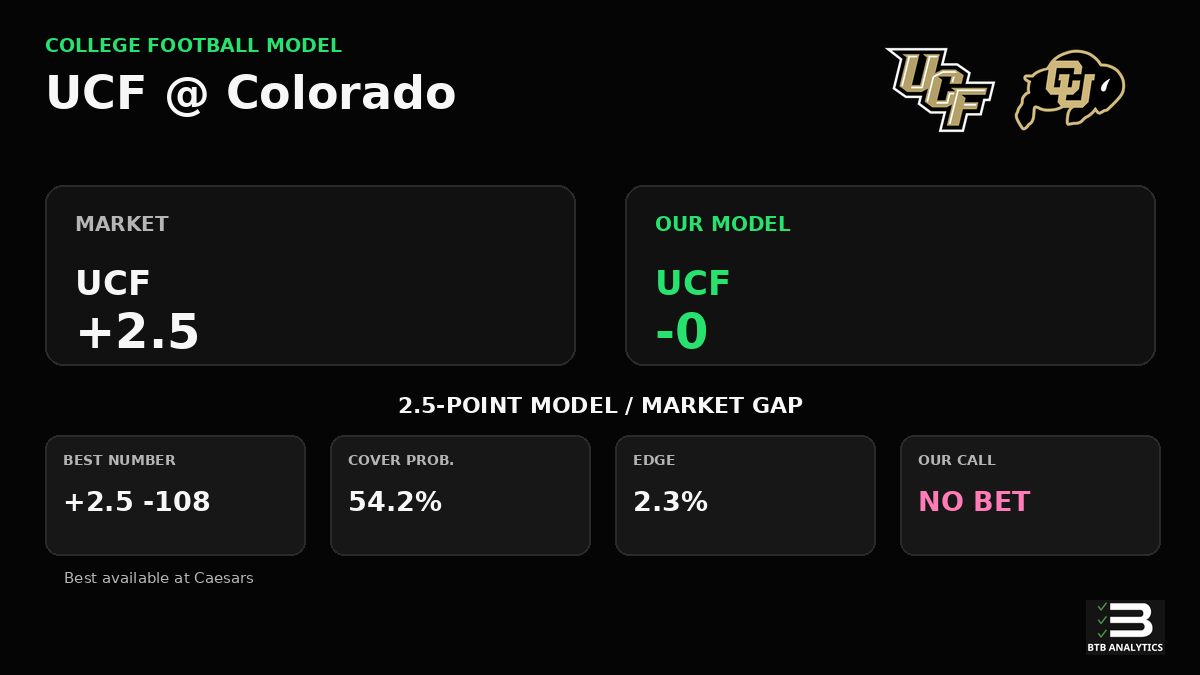 COLLEGE FOOTBALL MODEL
UCF @ Colorado
UCF
CU
MARKET
UCF
+2.5
OUR MODEL
UCF
-0
2.5-POINT MODEL / MARKET GAP
BEST NUMBER
+2.5 -108
COVER PROB.
54.2%
EDGE
2.3%
OUR CALL
NO BET
Best available at Caesars
B
BTB ANALYTICS